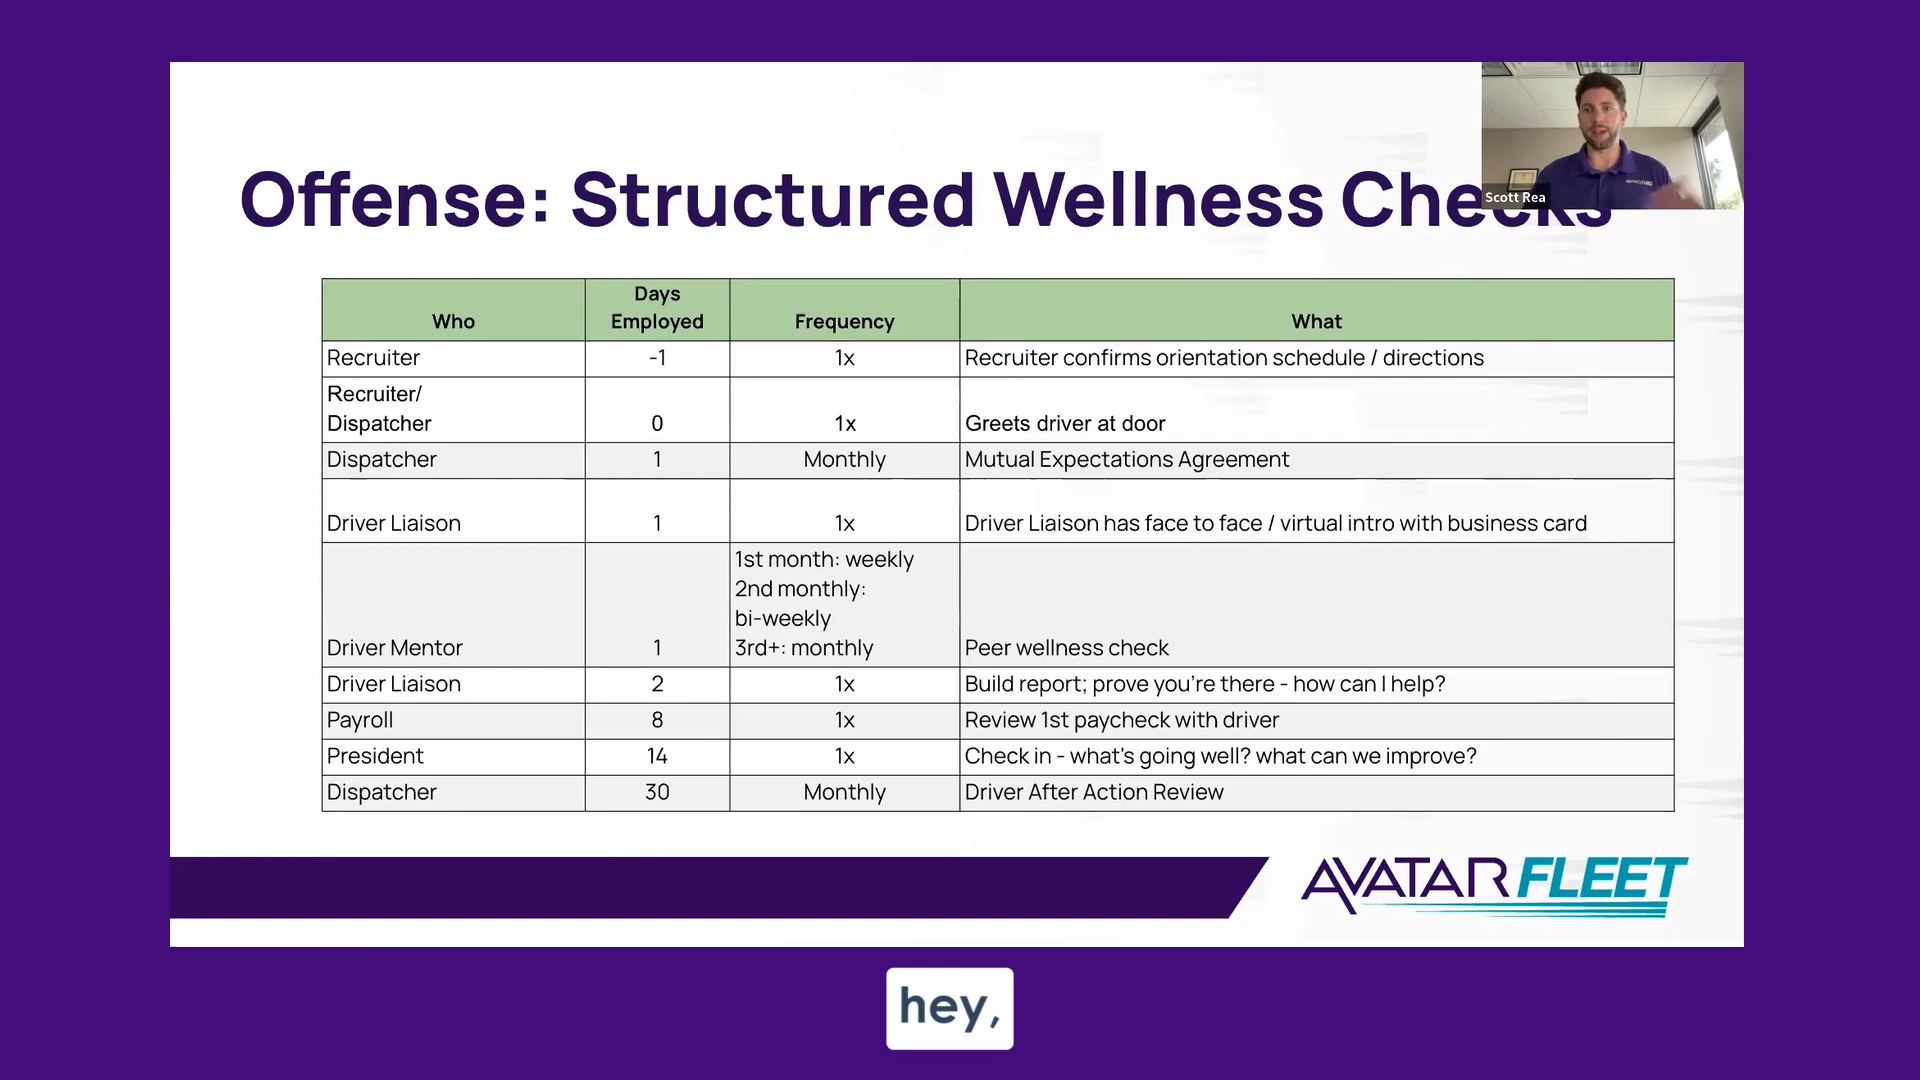 Offense: Structured Wellness Checks
Scott Rea
Who
Days
Employed
Frequency
What
Recruiter
-1
1x
Recruiter confirms orientation schedule / directions
Recruiter/
Dispatcher
0
1x
Greets driver at door
Dispatcher
1
Monthly
Mutual Expectations Agreement
Driver Liaison
1
1x
Driver Liaison has face to face / virtual intro with business card
Driver Mentor
1
1st month: weekly
2nd monthly:
bi-weekly
3rd+: monthly
Peer wellness check
Driver Liaison
2
1x
Build report; prove you're there - how can I help?
Payroll
8
1x
Review 1st paycheck with driver
President
14
1x
Check in - what's going well? what can we improve?
Dispatcher
30
Monthly
Driver After Action Review
AVATAR FLEET
hey,